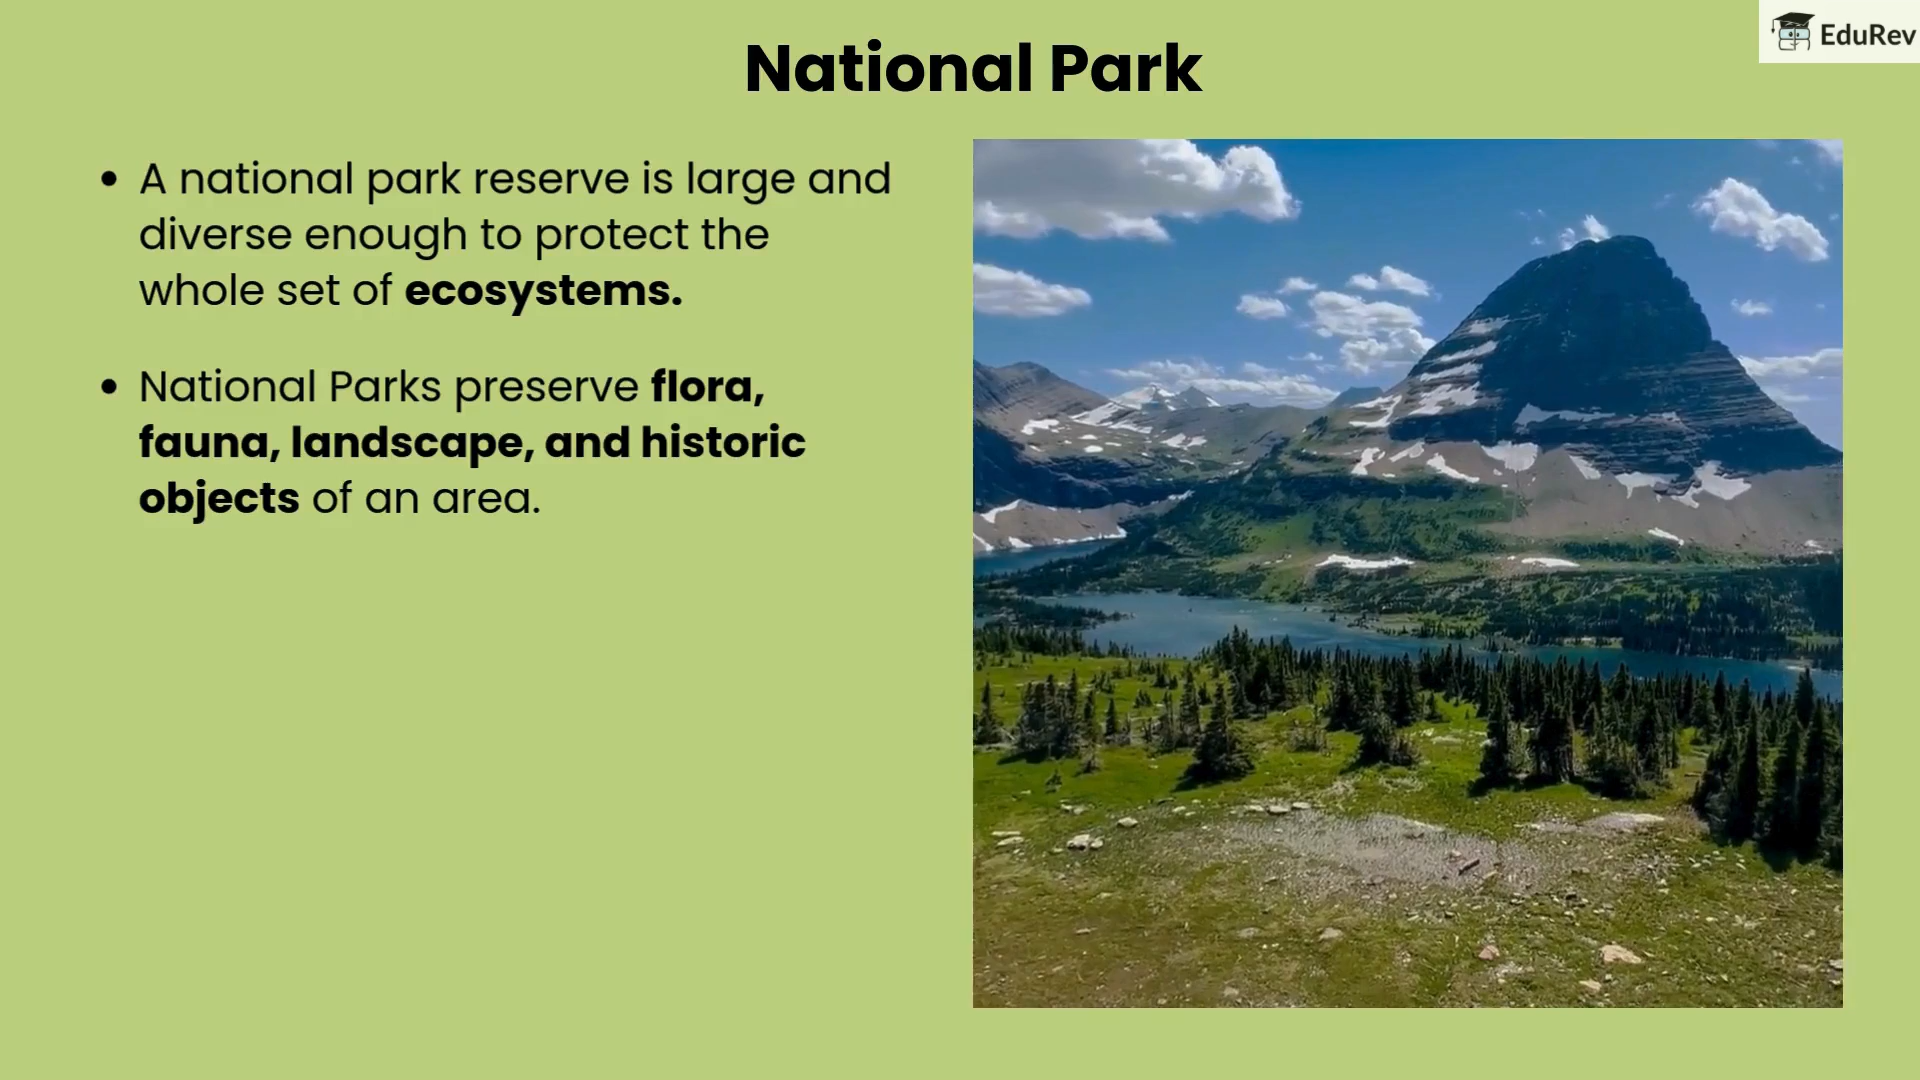 EduRev
National Park
• A national park reserve is large and
diverse enough to protect the
whole set of ecosystems.
• National Parks preserve flora,
fauna, landscape, and historic
objects of an area.